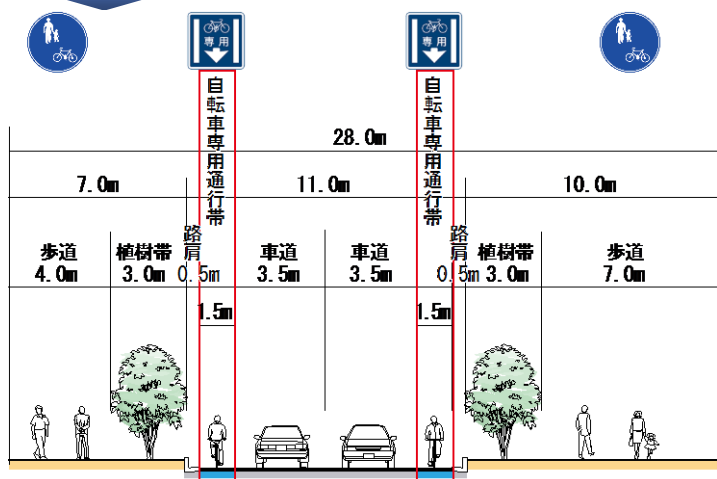 専用
専用
自転車専用通行帯
自転車専用通行帯
28.0m
7.0m
11.0m
10.0m
歩道
4.0m
植樹帯
3.0m
路肩
0.5m
車道
3.5m
車道
3.5m
路肩
0.5m
植樹帯
3.0m
歩道
7.0m
1.5m
1.5m